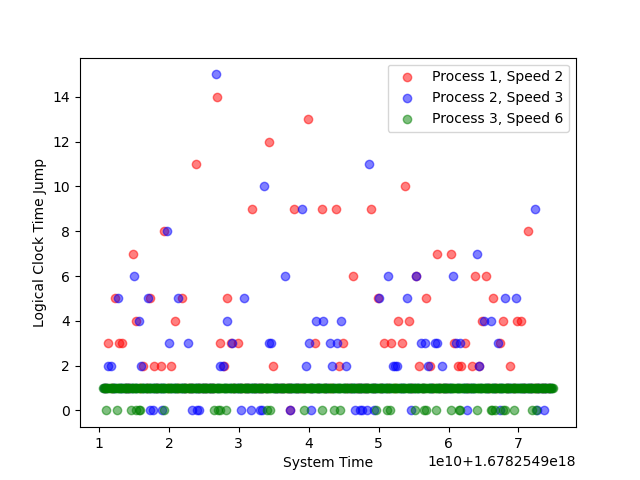 Process 1, Speed 2
Process 2, Speed 3
Process 3, Speed 6
Logical Clock Time Jump
14
12
10
8
6
4
2
0
1 2 3 4 5 6 7
System Time
1e10+1.6782549e18